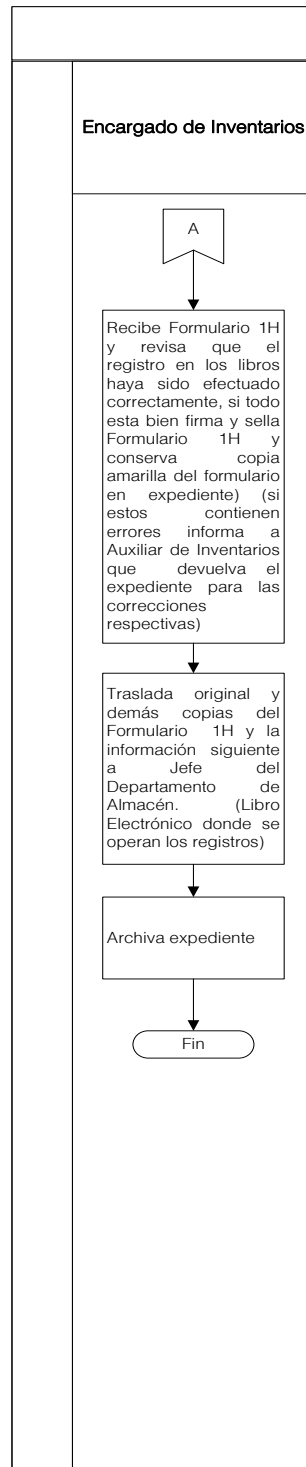 Encargado de Inventarios
A
Recibe Formulario 1H
y revisa que el
registro en los libros
haya sido efectuado
correctamente, si todo
esta bien firma y sella
Formulario 1H y
conserva copia
amarilla del formulario
en expediente) (si
estos contienen
errores informa a
Auxiliar de Inventarios
que devuelva el
expediente para las
correcciones
respectivas)
Traslada original y
demás copias del
Formulario 1H y la
información siguiente
a Jefe del
Departamento de
Almacén. (Libro
Electrónico donde se
operan los registros)
Archiva expediente
Fin